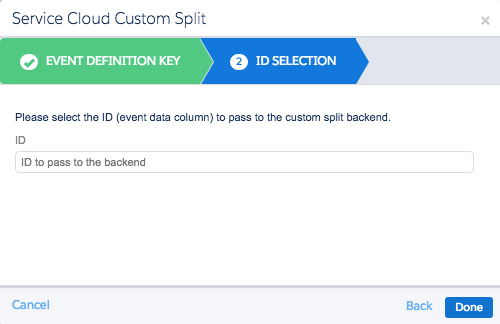 Service Cloud Custom Split
×
EVENT DEFINITION KEY
2 ID SELECTION
Please select the ID (event data column) to pass to the custom split backend.
ID
ID to pass to the backend
Cancel
Back
Done